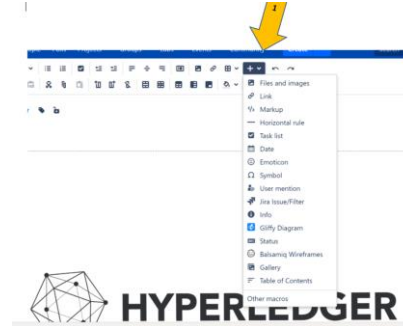 1
Files and images
Link
Markup
Horizontal rule
Task list
Date
Emoticon
Symbol
User mention
Jira Issue/Filter
Info
Gliffy Diagram
Status
Balsamiq Wireframes
Gallery
Table of Contents
Other macros
HYPERLEDGER